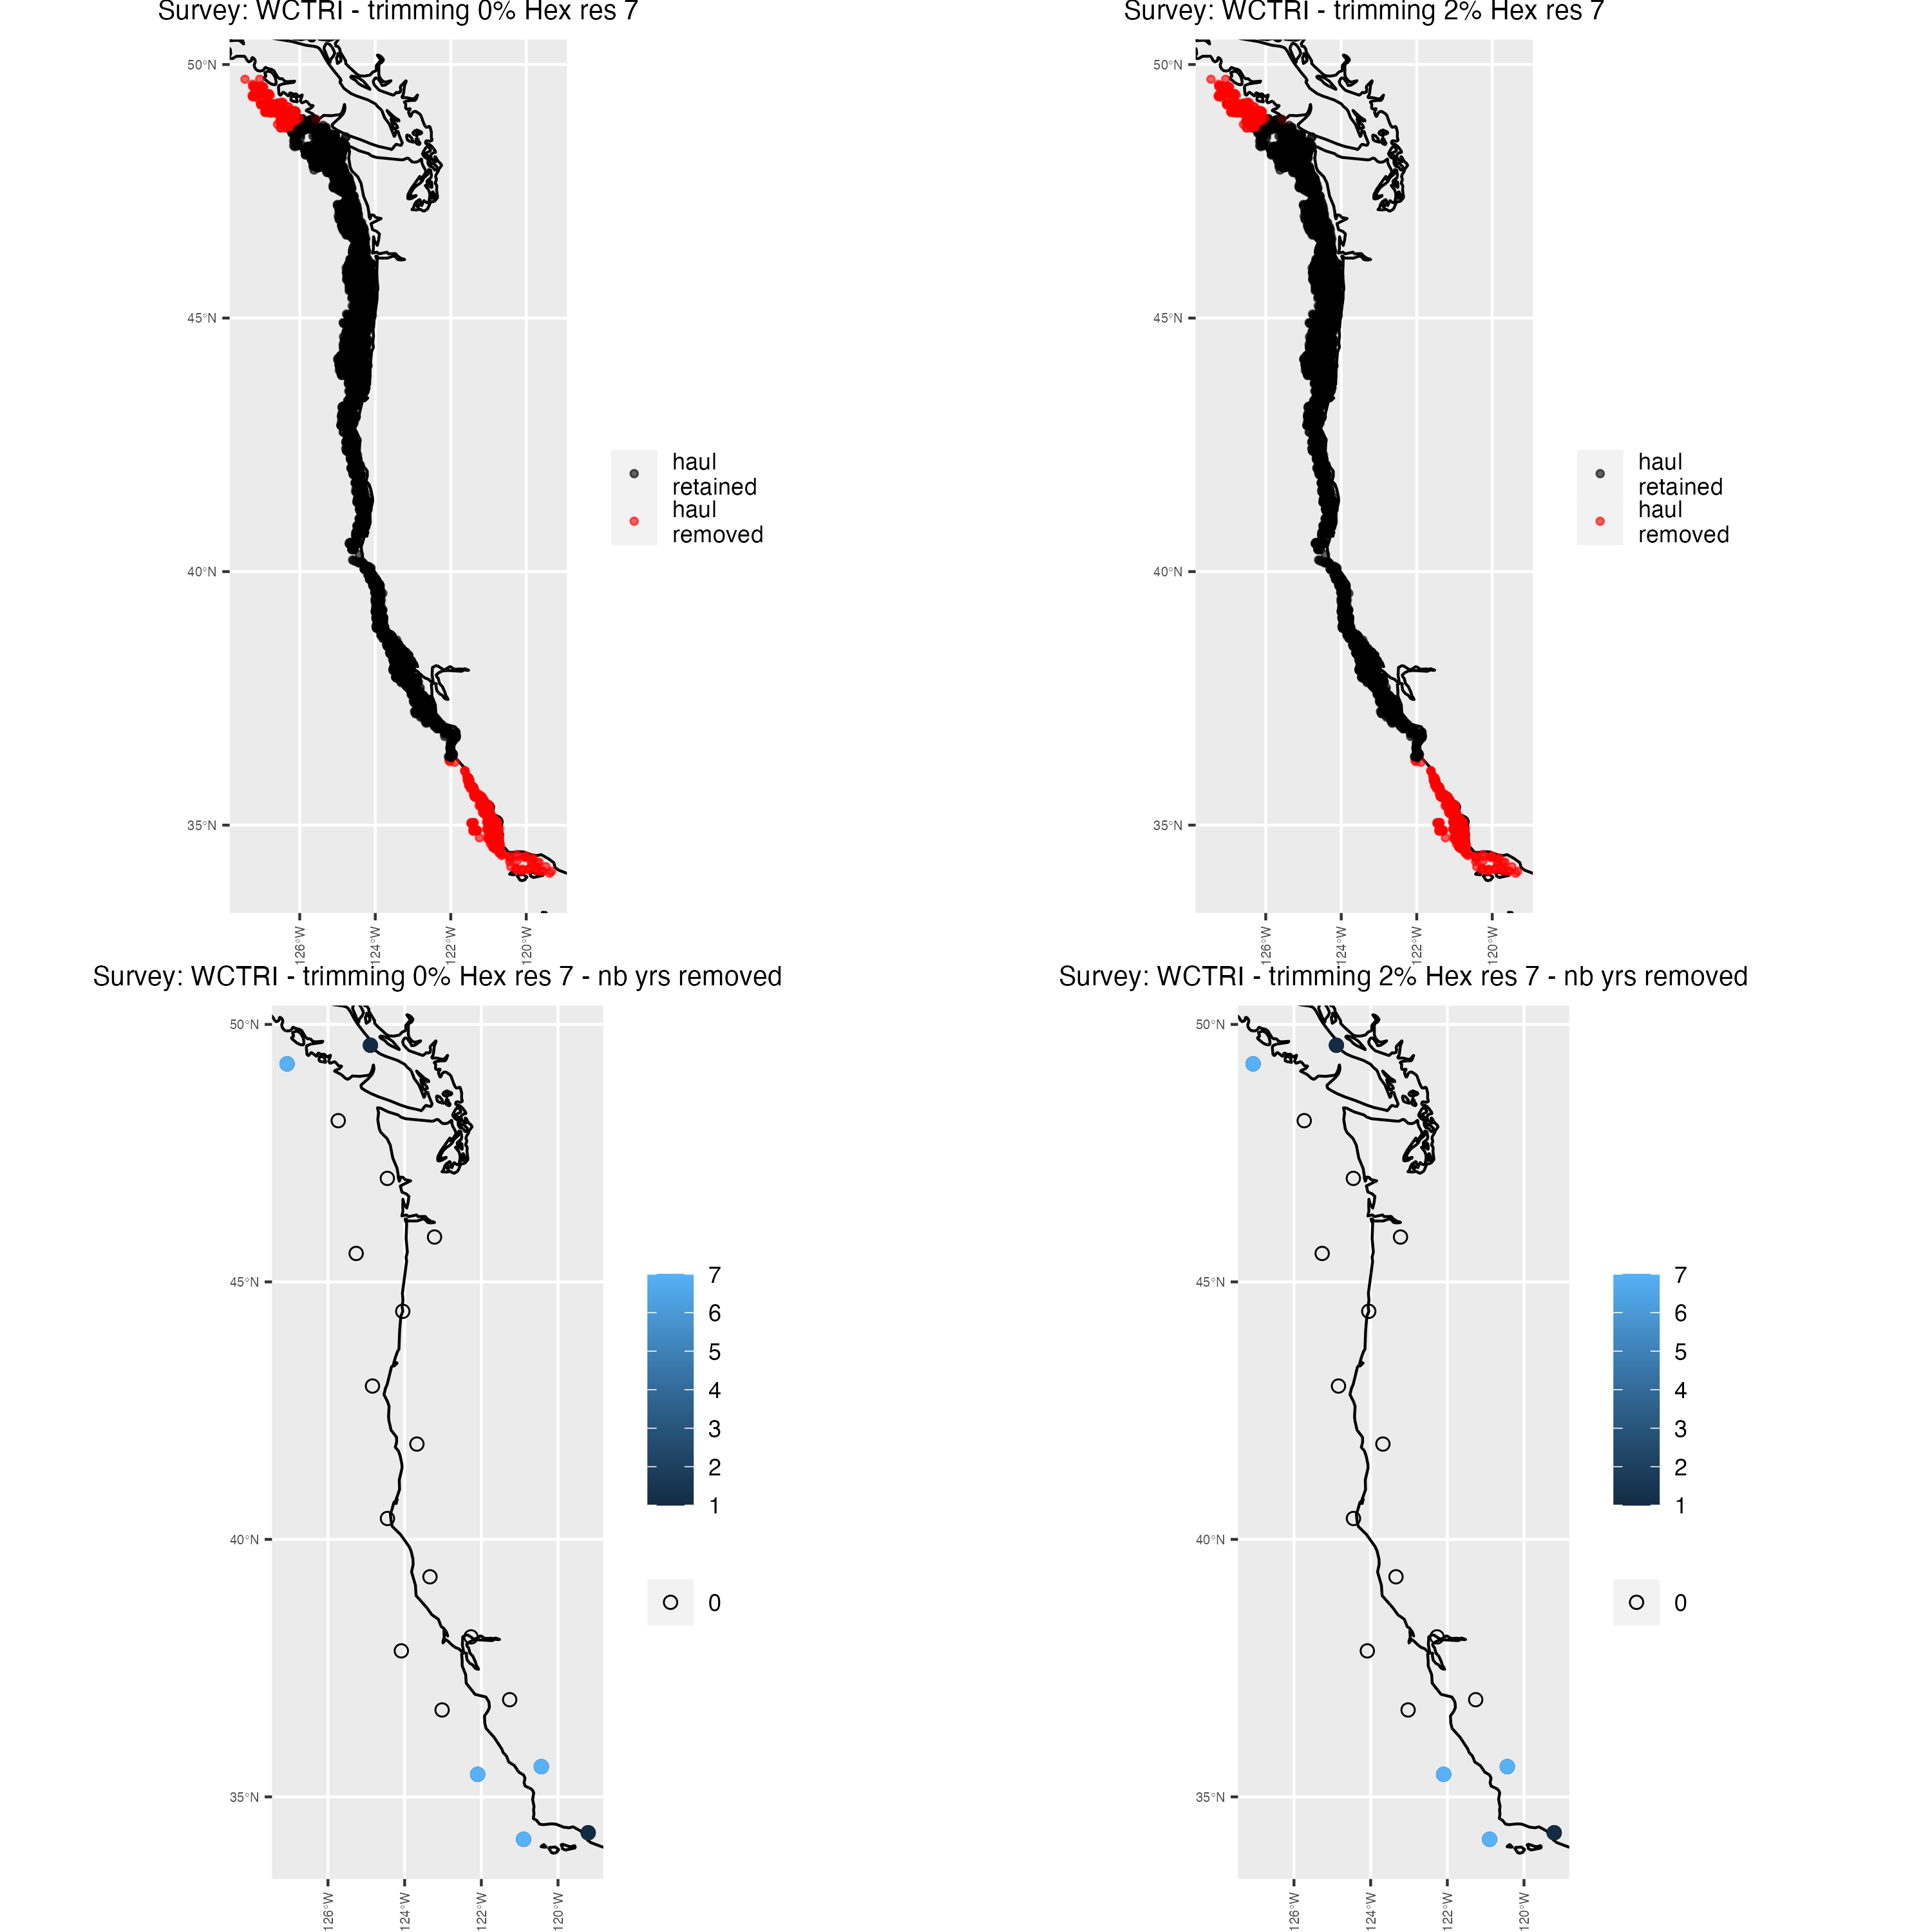 Survey: WCTRI - trimming 0% Hex res 7
50°N
45°N
40°N
35°N
126°W
124°W
122°W
120°W
haul
retained
haul
removed
Survey: WCTRI - trimming 2% Hex res 7
50°N
45°N
40°N
35°N
126°W
124°W
122°W
120°W
haul
retained
haul
removed
Survey: WCTRI - trimming 0% Hex res 7 - nb yrs removed
50°N
45°N
40°N
35°N
126°W
124°W
122°W
120°W
7
6
5
4
3
2
1
0
Survey: WCTRI - trimming 2% Hex res 7 - nb yrs removed
50°N
45°N
40°N
35°N
126°W
124°W
122°W
120°W
7
6
5
4
3
2
1
0